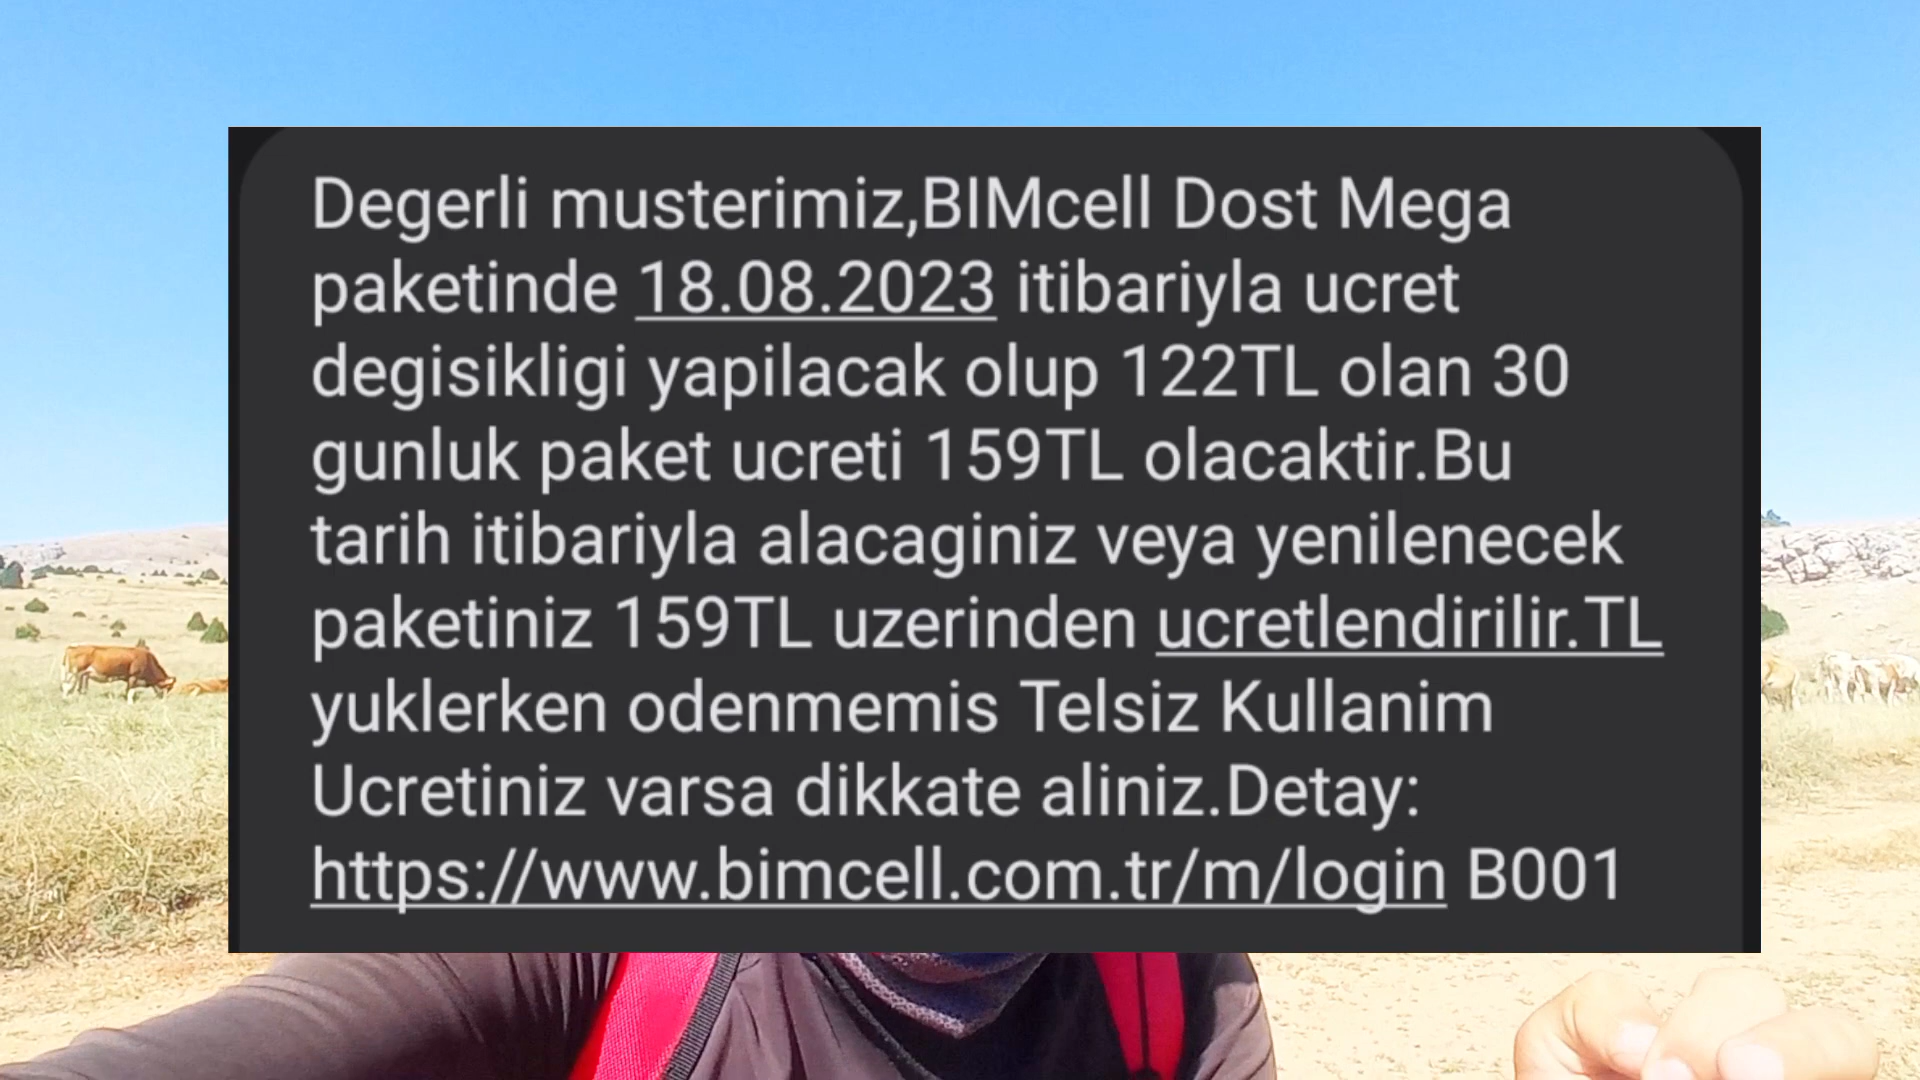 Degerli musterimiz,BIMcell Dost Mega
paketinde 18.08.2023 itibariyla ucret
degisikligi yapilacak olup 122TL olan 30
gunluk paket ucreti 159TL olacaktir.Bu
tarih itibariyla alacaginiz veya yenilenecek
paketiniz 159TL uzerinden ucretlendirilir.TL
yuklerken odenmemis Telsiz Kullanim
Ucretiniz varsa dikkate aliniz.Detay:
https://www.bimcell.com.tr/m/login B001